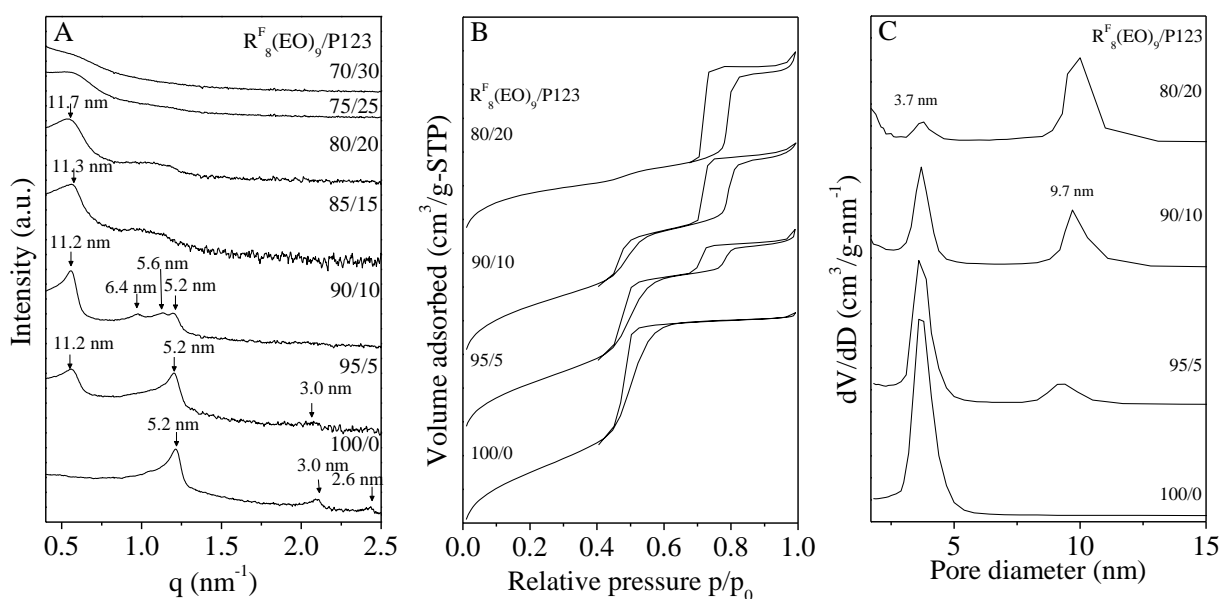 A
R^F_8(EO)_9/P123
70/30
75/25
11.7 nm
80/20
11.3 nm
85/15
11.2 nm
5.6 nm
6.4 nm
5.2 nm
90/10
11.2 nm
5.2 nm
95/5
3.0 nm
5.2 nm
100/0
3.0 nm
2.6 nm
Intensity (a.u.)
0.5 1.0 1.5 2.0 2.5
q (nm^-1)
B
R^F_8(EO)_9/P123
80/20
90/10
95/5
100/0
Volume adsorbed (cm^3/g-STP)
0.0 0.2 0.4 0.6 0.8 1.0
Relative pressure p/p_0
C
R^F_8(EO)_9/P123
3.7 nm
80/20
9.7 nm
90/10
95/5
100/0
dV/dD (cm^3/g-nm^-1)
5 10 15
Pore diameter (nm)